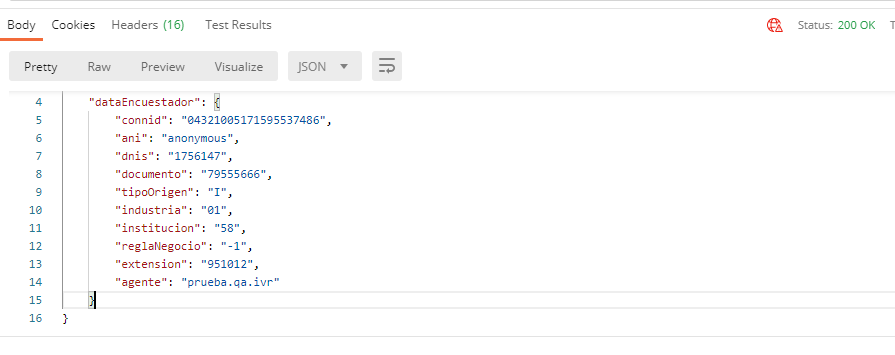 Body Cookies Headers (16) Test Results Status: 200 OK
Pretty Raw Preview Visualize JSON
4 "dataEncuestador": {
5 "connid": "04321005171595537486",
6 "ani": "anonymous",
7 "dnis": "1756147",
8 "documento": "79555666",
9 "tipoOrigen": "I",
10 "industria": "01",
11 "institucion": "58",
12 "reglaNegocio": "-1",
13 "extension": "951012",
14 "agente": "prueba.qa.ivr"
15 }
16 }